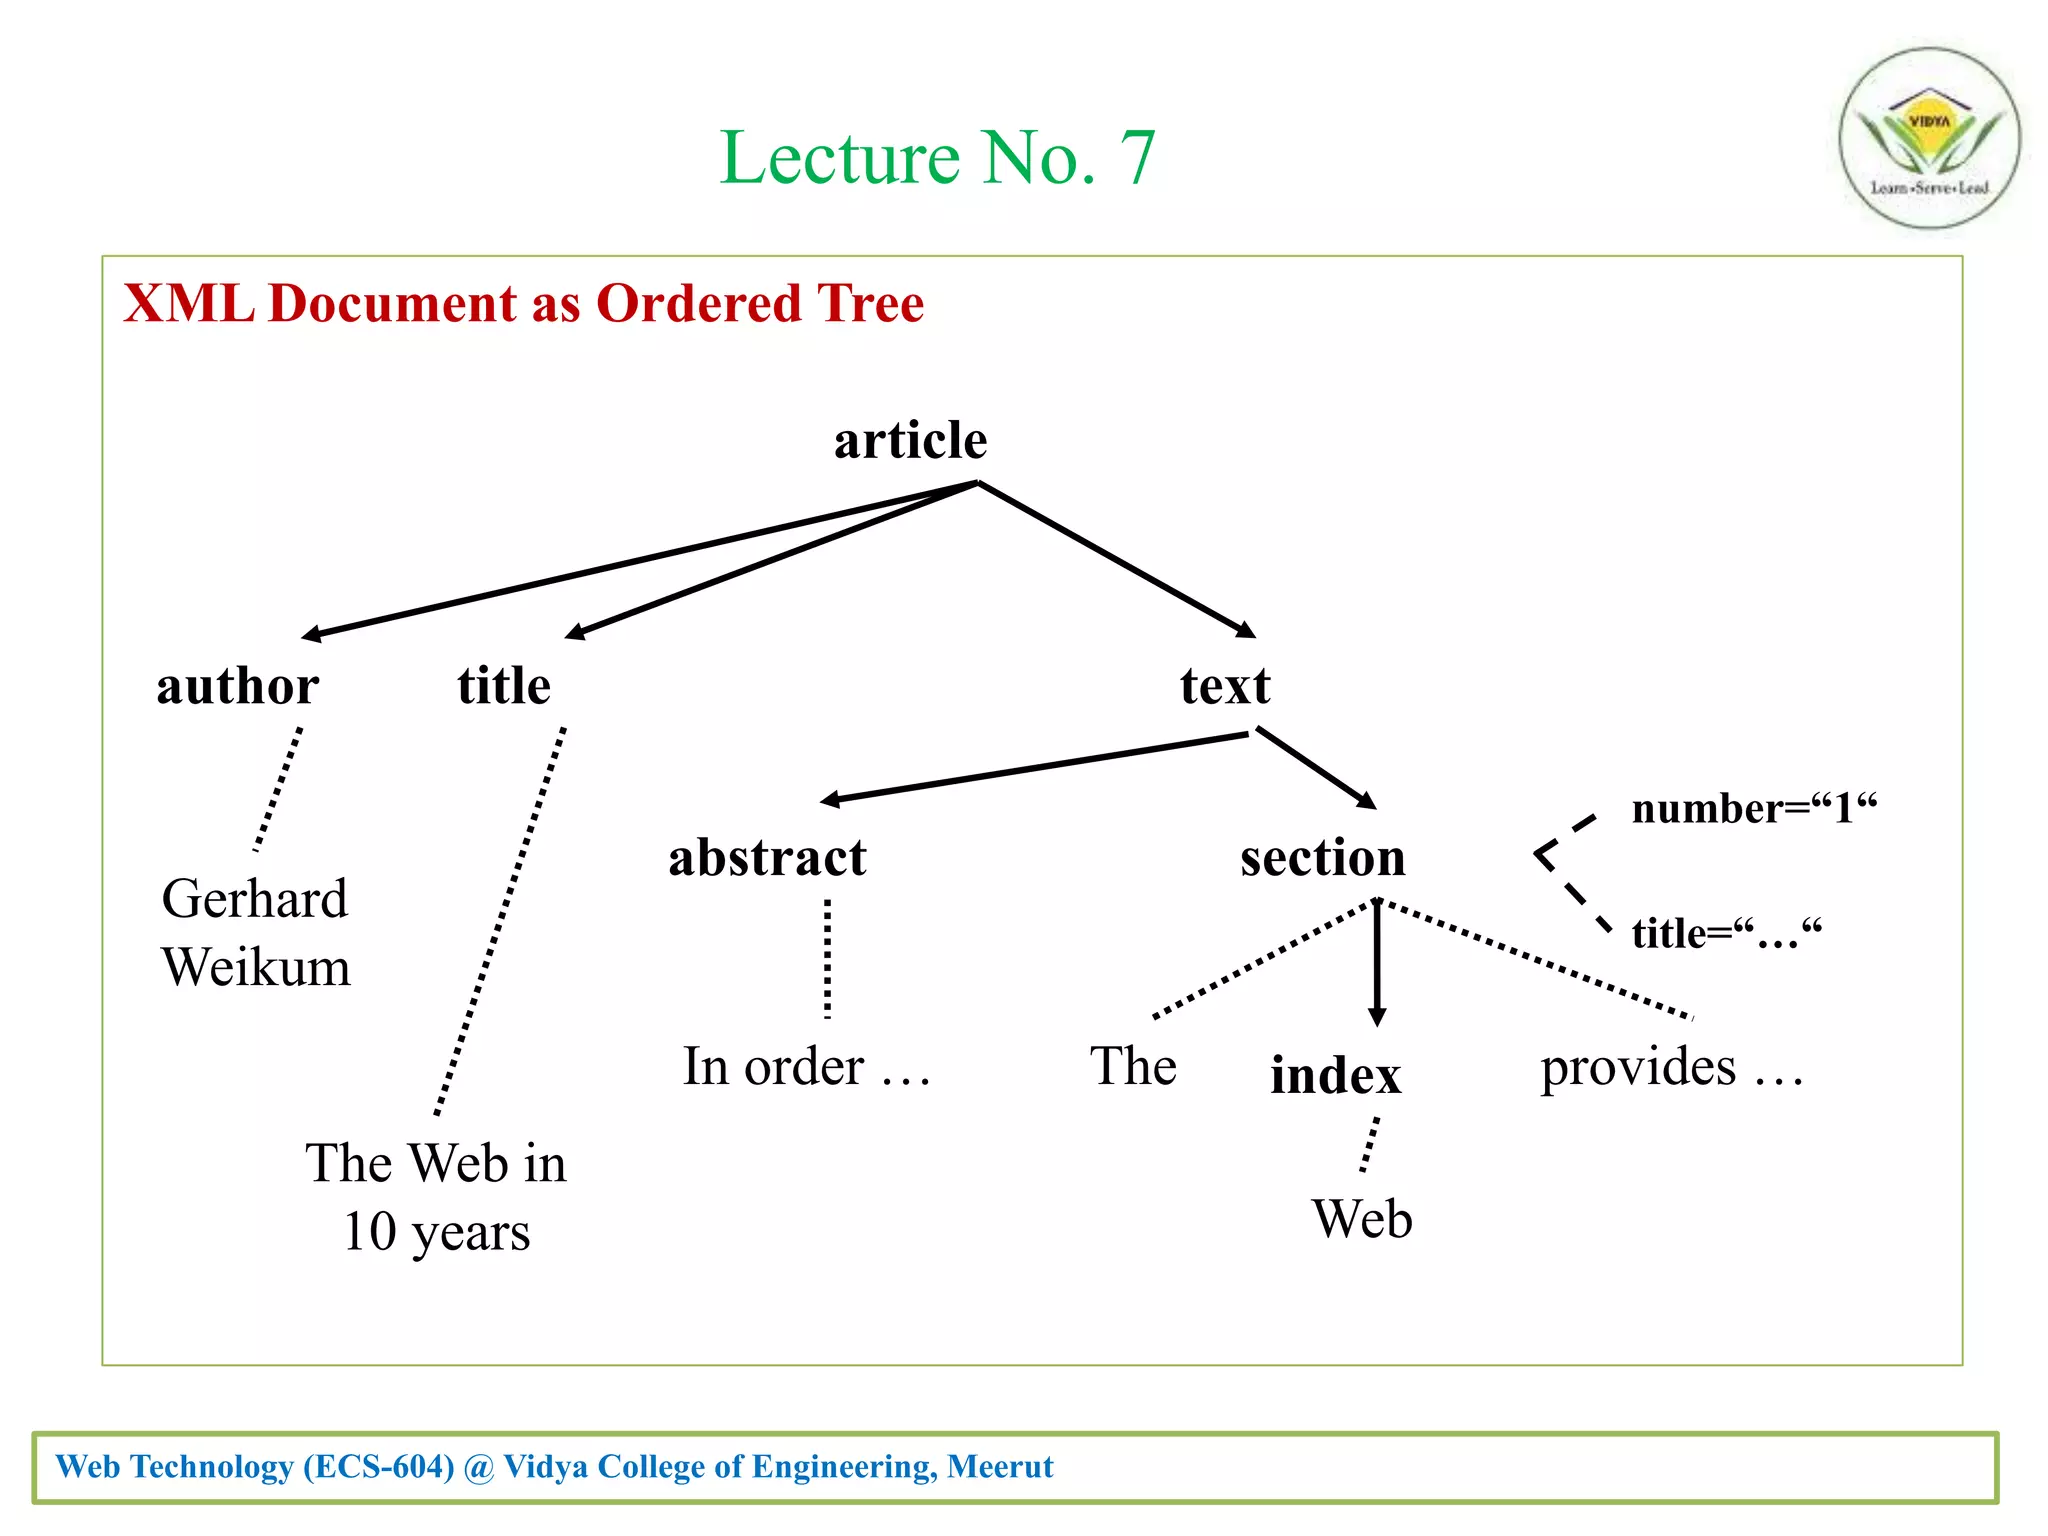 Lecture No. 7
VIDYA
Learn•Serve•Lead
XML Document as Ordered Tree
article
author
title
text
number=“1“
abstract
section
Gerhard
Weikum
title=“…“
In order …
The
index
provides …
The Web in
10 years
Web
Web Technology (ECS-604) @ Vidya College of Engineering, Meerut